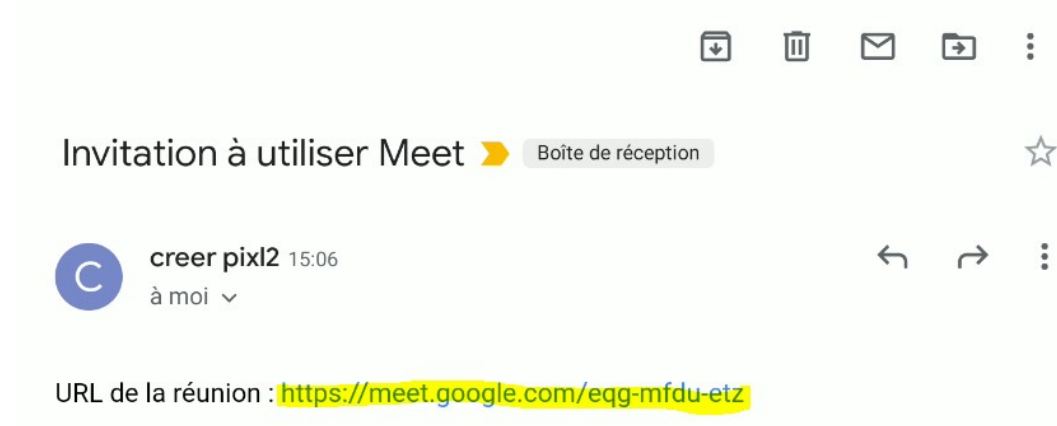 Invitation à utiliser Meet Boîte de réception
C
creer pixl2 15:06
à moi
URL de la réunion : https://meet.google.com/eqg-mfdu-etz